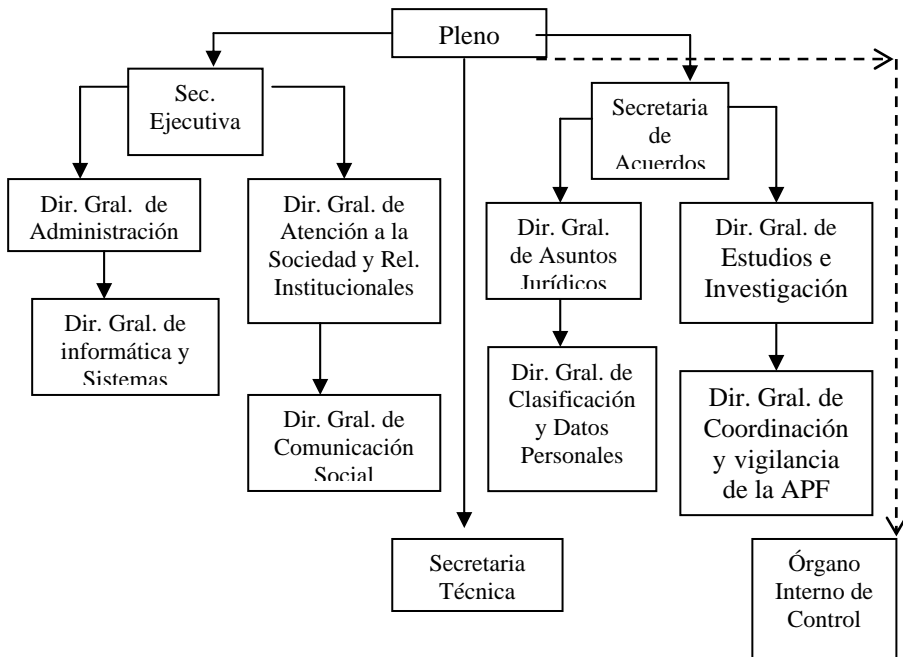 Pleno
Sec.
Ejecutiva
Secretaria
de
Acuerdos
Dir. Gral. de
Administración
Dir. Gral. de
Atención a la
Sociedad y Rel.
Institucionales
Dir. Gral.
de Asuntos
Jurídicos
Dir. Gral. de
Estudios e
Investigación
Dir. Gral. de
informática y
Sistemas
Dir. Gral. de
Comunicación
Social
Dir. Gral. de
Clasificación
y Datos
Personales
Dir. Gral. de
Coordinación
y vigilancia
de la APF
Secretaria
Técnica
Órgano
Interno de
Control